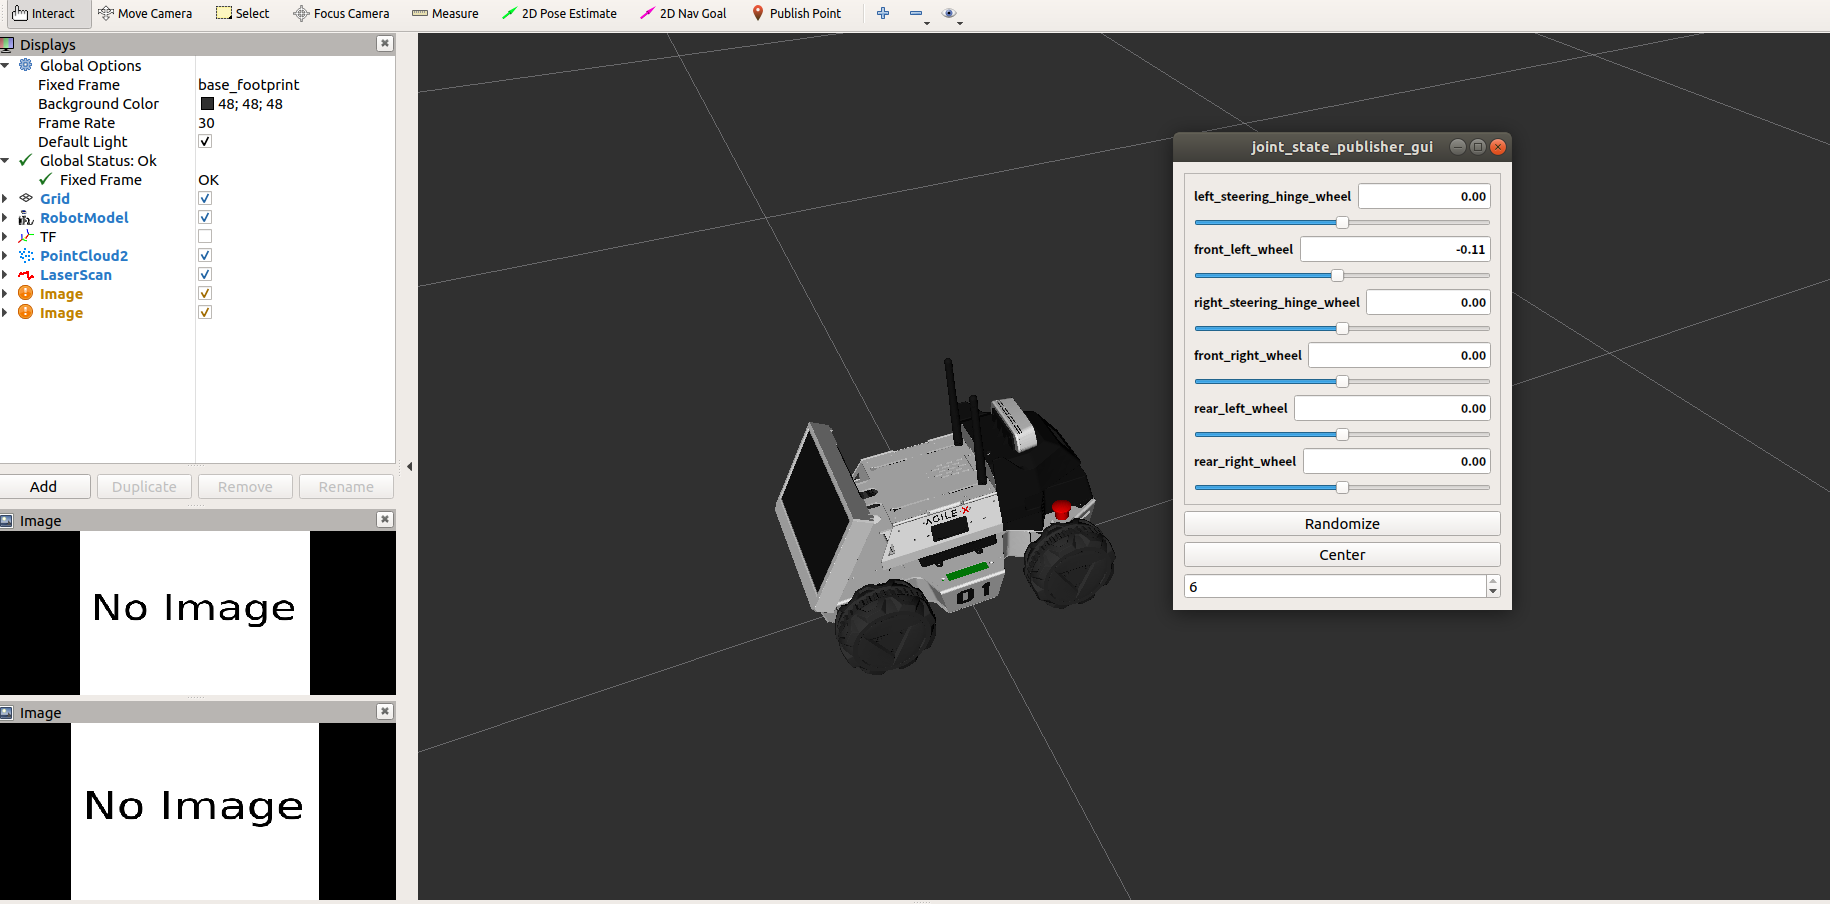 Interact Move Camera Select Focus Camera Measure 2D Pose Estimate 2D Nav Goal Publish Point
Displays
Global Options
Fixed Frame base_footprint
Background Color 48; 48; 48
Frame Rate 30
Default Light
Global Status: Ok
Fixed Frame OK
Grid
RobotModel
TF
PointCloud2
LaserScan
Image
Image
Add Duplicate Remove Rename
Image
No Image
Image
No Image
AGILE X
01
joint_state_publisher_gui
left_steering_hinge_wheel 0.00
front_left_wheel -0.11
right_steering_hinge_wheel 0.00
front_right_wheel 0.00
rear_left_wheel 0.00
rear_right_wheel 0.00
Randomize
Center
6